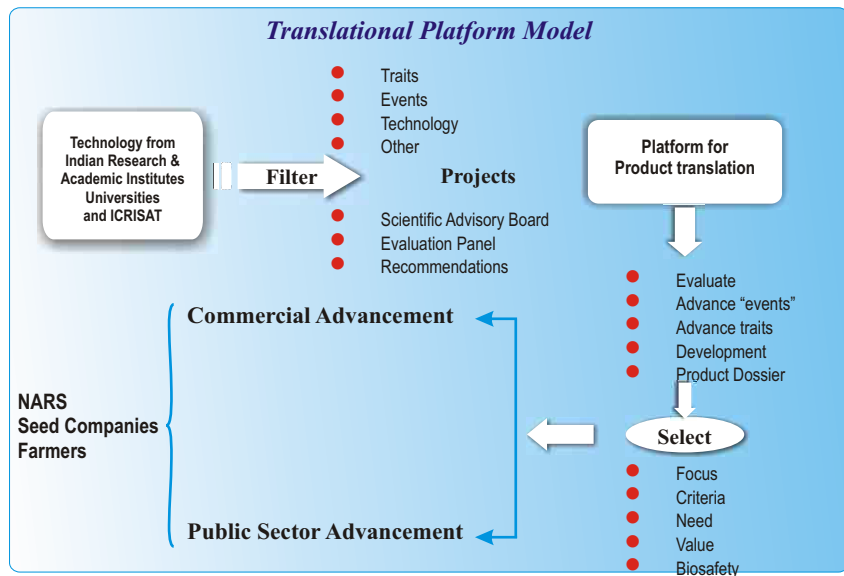 Translational Platform Model
Technology from
Indian Research &
Academic Institutes
Universities
and ICRISAT
Filter
Traits
Events
Technology
Other
Projects
Scientific Advisory Board
Evaluation Panel
Recommendations
Platform for
Product translation
Evaluate
Advance “events”
Advance traits
Development
Product Dossier
Select
Focus
Criteria
Need
Value
Biosafety
Commercial Advancement
Public Sector Advancement
NARS
Seed Companies
Farmers